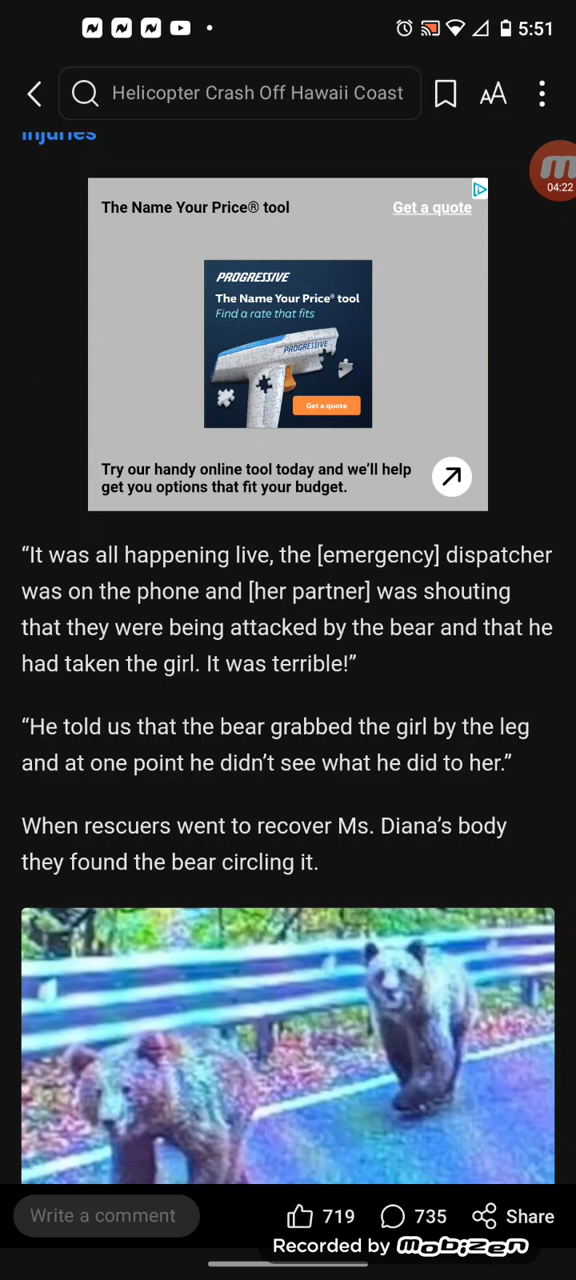 5:51
Helicopter Crash Off Hawaii Coast
AA
injuries
04:22
The Name Your Price® tool
Get a quote
PROGRESSIVE
The Name Your Price® tool
Find a rate that fits
PROGRESSIVE
Get a quote
Try our handy online tool today and we’ll help
get you options that fit your budget.
“It was all happening live, the [emergency] dispatcher
was on the phone and [her partner] was shouting
that they were being attacked by the bear and that he
had taken the girl. It was terrible!”
“He told us that the bear grabbed the girl by the leg
and at one point he didn’t see what he did to her.”
When rescuers went to recover Ms. Diana’s body
they found the bear circling it.
Write a comment
719
735
Share
Recorded by mobizen